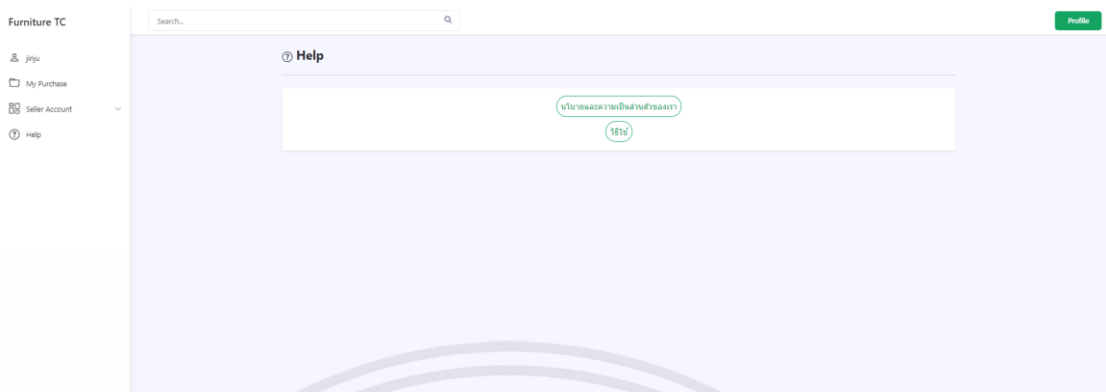 Furniture TC
Search...
Profile
jinju
My Purchase
Seller Account
Help
Help
นโบายและความเป็นส่วนตัวของเรา
วิธีใช้